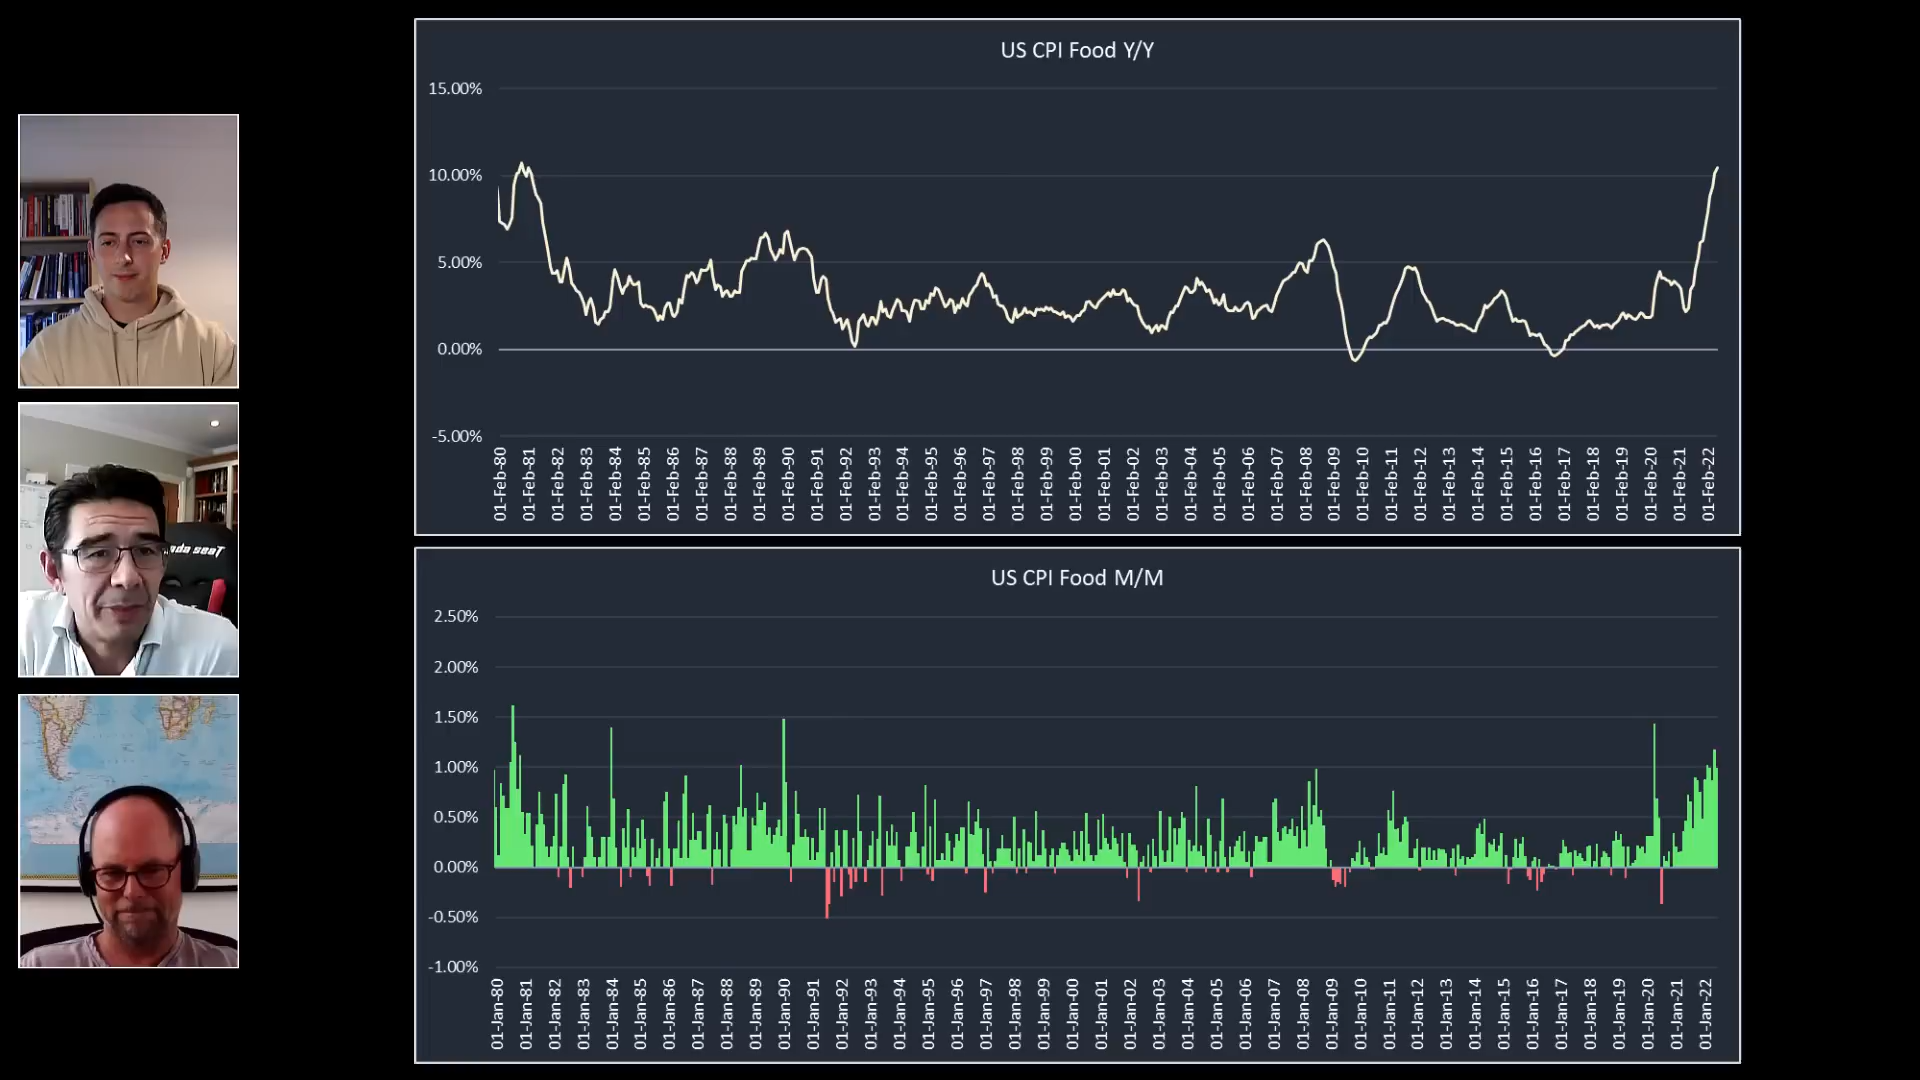 US CPI Food Y/Y
15.00%
10.00%
5.00%
0.00%
-5.00%
01-Feb-80
01-Feb-81
01-Feb-82
01-Feb-83
01-Feb-84
01-Feb-85
01-Feb-86
01-Feb-87
01-Feb-88
01-Feb-89
01-Feb-90
01-Feb-91
01-Feb-92
01-Feb-93
01-Feb-94
01-Feb-95
01-Feb-96
01-Feb-97
01-Feb-98
01-Feb-99
01-Feb-00
01-Feb-01
01-Feb-02
01-Feb-03
01-Feb-04
01-Feb-05
01-Feb-06
01-Feb-07
01-Feb-08
01-Feb-09
01-Feb-10
01-Feb-11
01-Feb-12
01-Feb-13
01-Feb-14
01-Feb-15
01-Feb-16
01-Feb-17
01-Feb-18
01-Feb-19
01-Feb-20
01-Feb-21
01-Feb-22
US CPI Food M/M
2.50%
2.00%
1.50%
1.00%
0.50%
0.00%
-0.50%
-1.00%
01-Jan-80
01-Jan-81
01-Jan-82
01-Jan-83
01-Jan-84
01-Jan-85
01-Jan-86
01-Jan-87
01-Jan-88
01-Jan-89
01-Jan-90
01-Jan-91
01-Jan-92
01-Jan-93
01-Jan-94
01-Jan-95
01-Jan-96
01-Jan-97
01-Jan-98
01-Jan-99
01-Jan-00
01-Jan-01
01-Jan-02
01-Jan-03
01-Jan-04
01-Jan-05
01-Jan-06
01-Jan-07
01-Jan-08
01-Jan-09
01-Jan-10
01-Jan-11
01-Jan-12
01-Jan-13
01-Jan-14
01-Jan-15
01-Jan-16
01-Jan-17
01-Jan-18
01-Jan-19
01-Jan-20
01-Jan-21
01-Jan-22